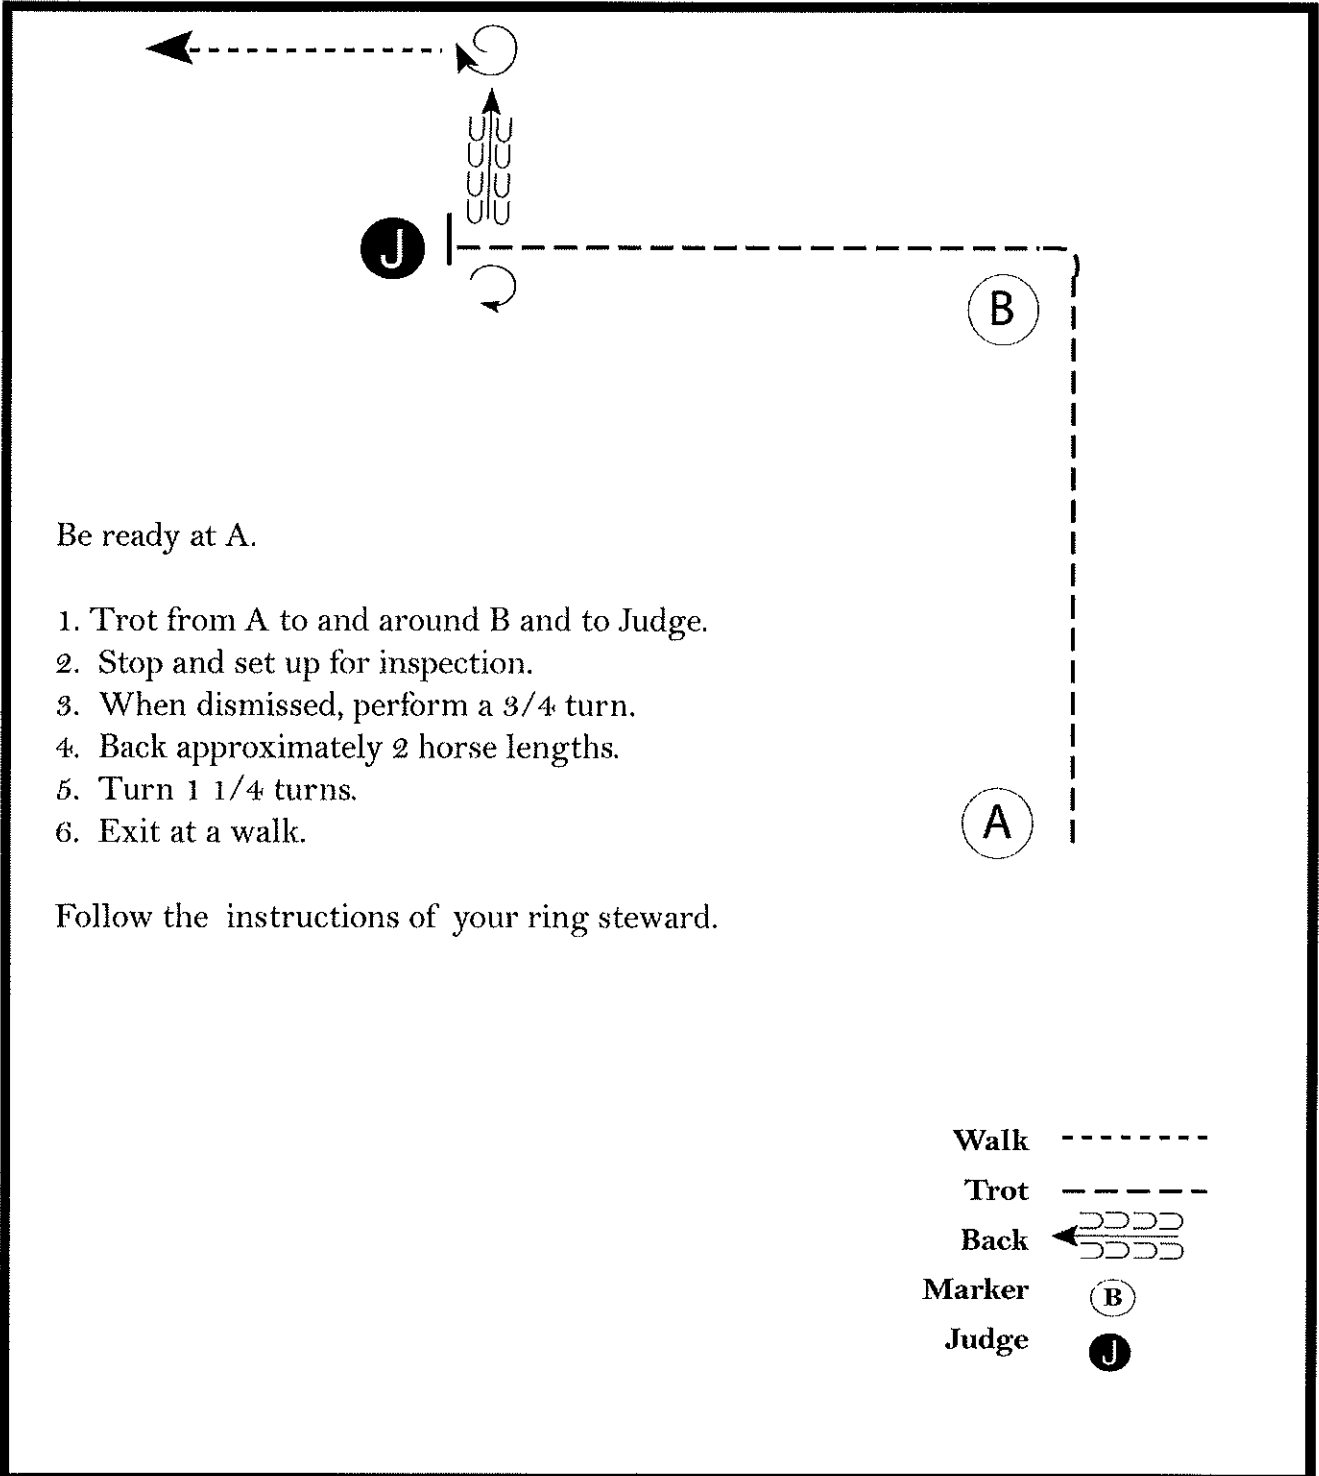 J
B
Be ready at A.
1. Trot from A to and around B and to Judge.
2. Stop and set up for inspection.
3. When dismissed, perform a 3/4 turn.
4. Back approximately 2 horse lengths.
5. Turn 1 1/4 turns.
6. Exit at a walk.
A
Follow the instructions of your ring steward.
Walk
Trot
Back
Marker B
Judge J